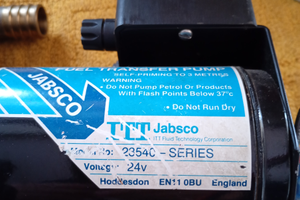 FUEL TRANSFER PUMP
SELF-PRIMING TO 3 METRES
WARNING
• Do Not Pump Petrol Or Products
With Flash Points Below 37°c
• Do Not Run Dry
JABSCO
ITT Jabsco
ITT Fluid Technology Corporation
Model No: 23540 - SERIES
Voltage 24v
Hoddesdon EN11 0BU England